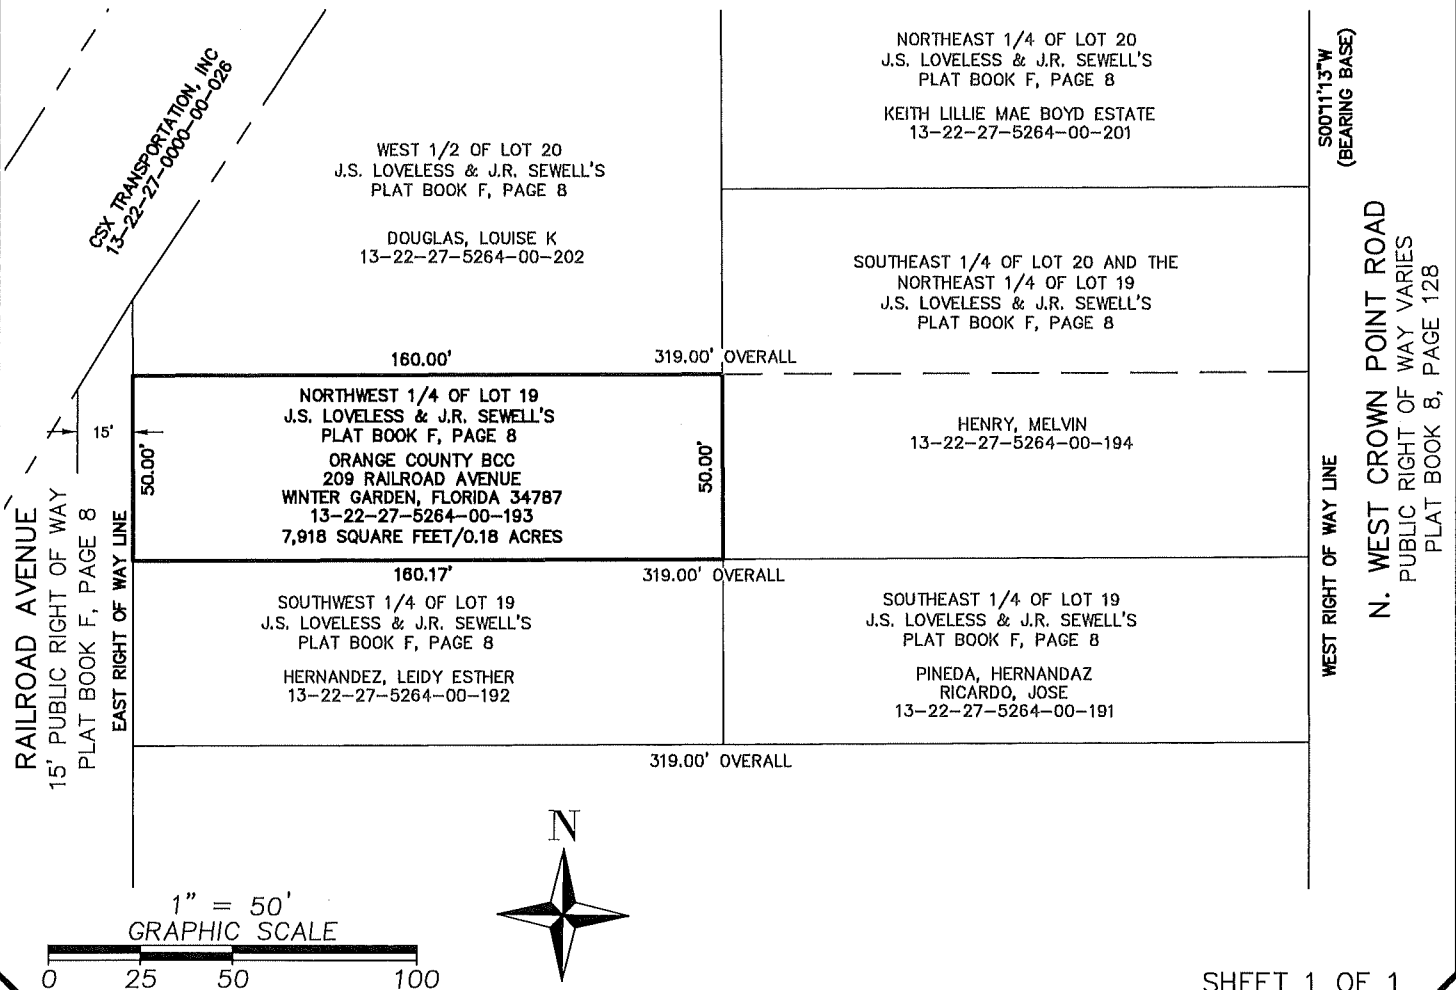 CSX TRANSPORTATION, INC
13-22-27-0000-00-026
WEST 1/2 OF LOT 20
J.S. LOVELESS & J.R. SEWELL'S
PLAT BOOK F, PAGE 8
DOUGLAS, LOUISE K
13-22-27-5264-00-202
NORTHEAST 1/4 OF LOT 20
J.S. LOVELESS & J.R. SEWELL'S
PLAT BOOK F, PAGE 8
KEITH LILLIE MAE BOYD ESTATE
13-22-27-5264-00-201
S00°11'13"W
(BEARING BASE)
SOUTHEAST 1/4 OF LOT 20 AND THE
NORTHEAST 1/4 OF LOT 19
J.S. LOVELESS & J.R. SEWELL'S
PLAT BOOK F, PAGE 8
160.00'
319.00' OVERALL
15'
50.00'
NORTHWEST 1/4 OF LOT 19
J.S. LOVELESS & J.R. SEWELL'S
PLAT BOOK F, PAGE 8
ORANGE COUNTY BCC
209 RAILROAD AVENUE
WINTER GARDEN, FLORIDA 34787
13-22-27-5264-00-193
7,918 SQUARE FEET/0.18 ACRES
50.00'
HENRY, MELVIN
13-22-27-5264-00-194
N. WEST CROWN POINT ROAD
PUBLIC RIGHT OF WAY VARIES
PLAT BOOK 8, PAGE 128
WEST RIGHT OF WAY LINE
RAILROAD AVENUE
15' PUBLIC RIGHT OF WAY
PLAT BOOK F, PAGE 8
EAST RIGHT OF WAY LINE
160.17'
319.00' OVERALL
SOUTHWEST 1/4 OF LOT 19
J.S. LOVELESS & J.R. SEWELL'S
PLAT BOOK F, PAGE 8
HERNANDEZ, LEIDY ESTHER
13-22-27-5264-00-192
SOUTHEAST 1/4 OF LOT 19
J.S. LOVELESS & J.R. SEWELL'S
PLAT BOOK F, PAGE 8
PINEDA, HERNANDAZ
RICARDO, JOSE
13-22-27-5264-00-191
319.00' OVERALL
N
1" = 50'
GRAPHIC SCALE
0 25 50 100
SHEET 1 OF 1